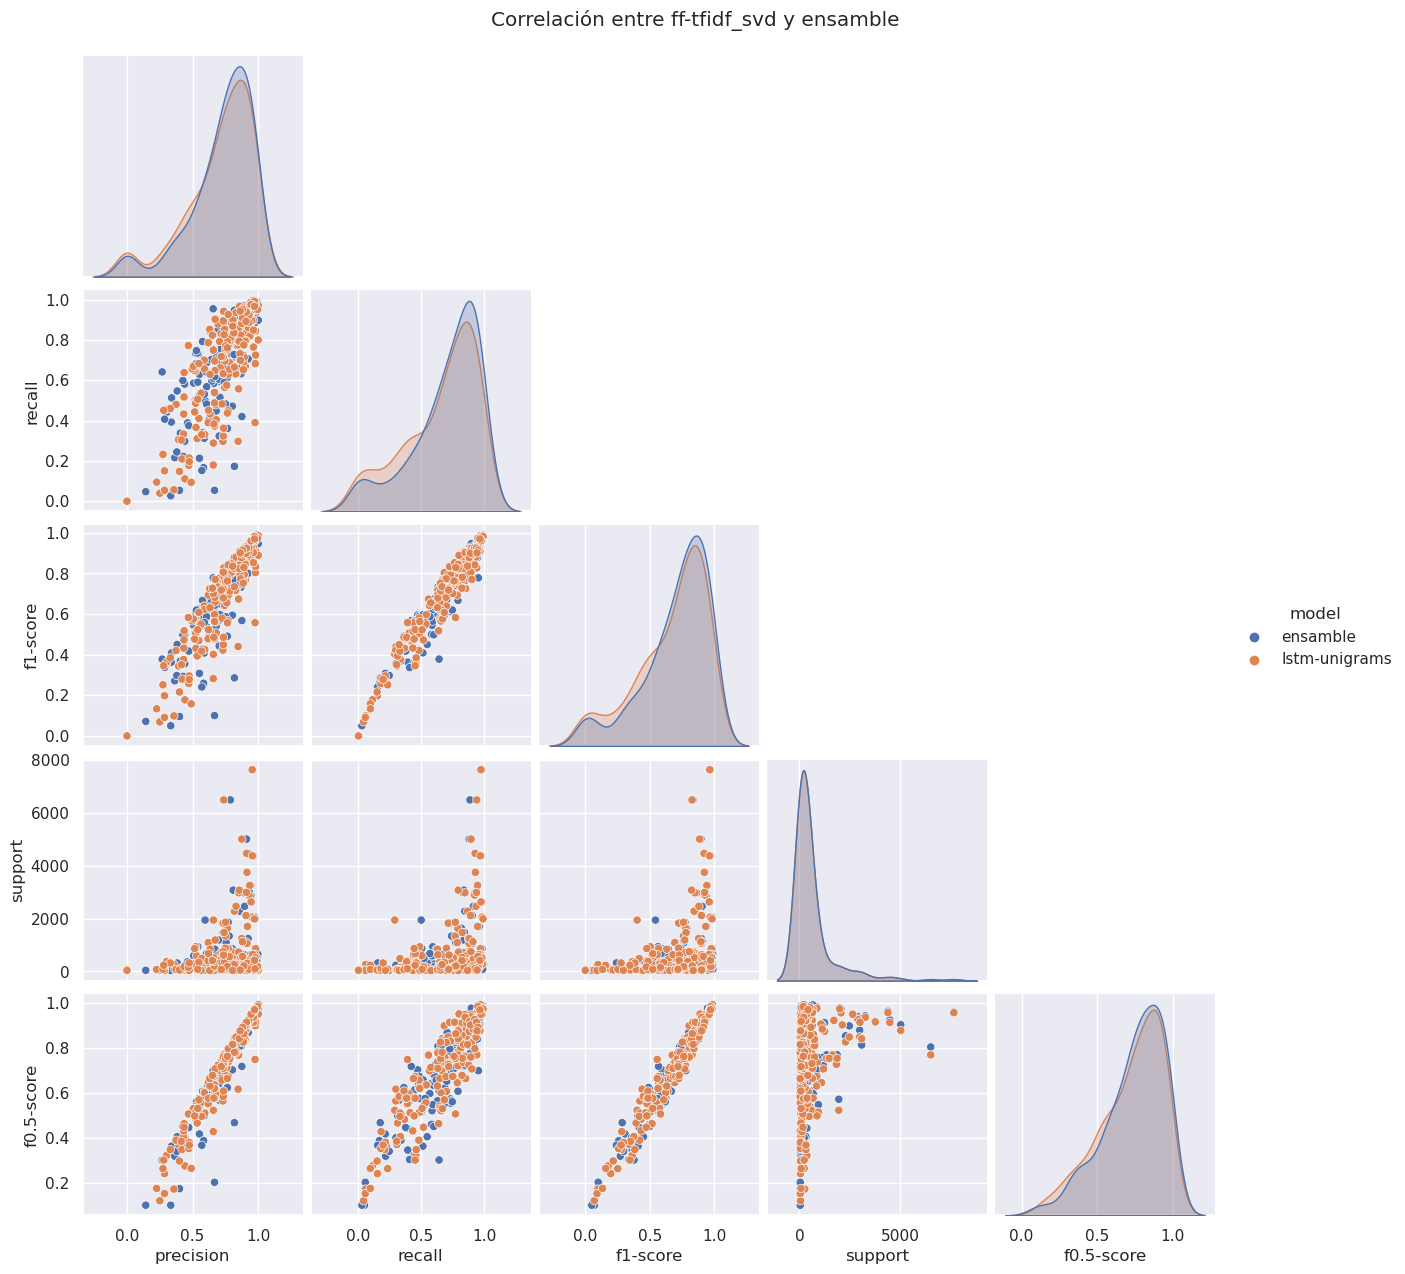 Correlación entre ff-tfidf_svd y ensamble
1.0
0.8
0.6
0.4
0.2
0.0
recall
1.0
0.8
0.6
0.4
0.2
0.0
f1-score
model
ensamble
lstm-unigrams
8000
6000
4000
2000
0
support
1.0
0.8
0.6
0.4
0.2
f0.5-score
0.0 0.5 1.0
precision
0.0 0.5 1.0
recall
0.0 0.5 1.0
f1-score
0 5000
support
0.0 0.5 1.0
f0.5-score